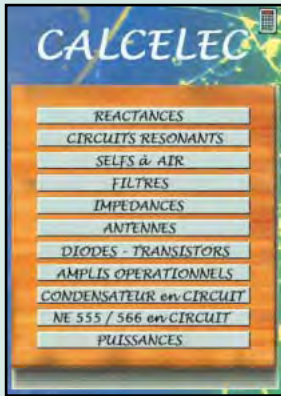 CALCELEC
REACTANCES
CIRCUITS RESONANTS
SELFS à AIR
FILTRES
IMPEDANCES
ANTENNES
DIODES - TRANSISTORS
AMPLIS OPERATIONNELS
CONDENSATEUR en CIRCUIT
NE 555 / 566 en CIRCUIT
PUISSANCES